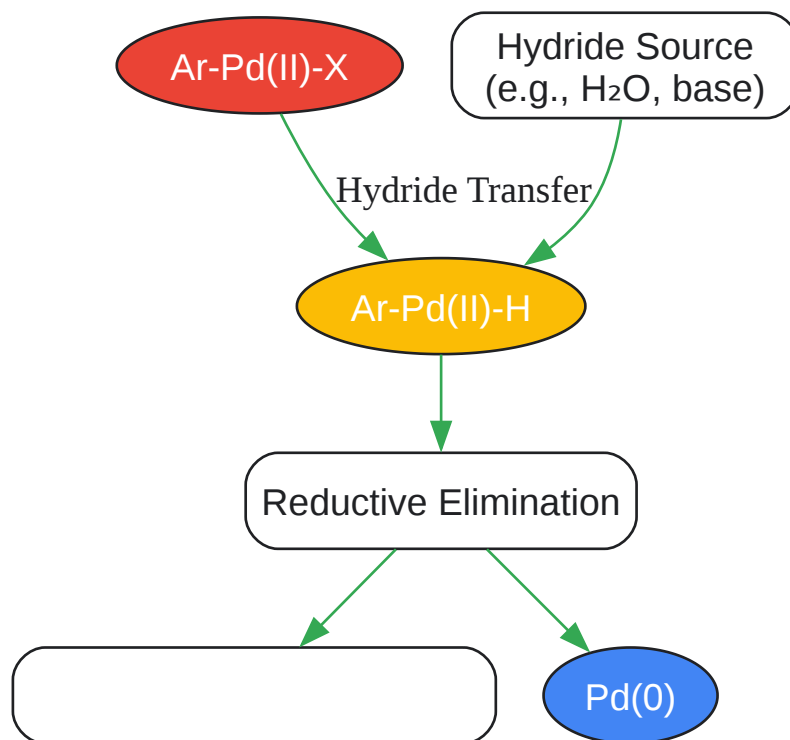 Ar-Pd(II)-X
Hydride Source
(e.g., H₂O, base)
Hydride Transfer
Ar-Pd(II)-H
Reductive Elimination
Pd(0)